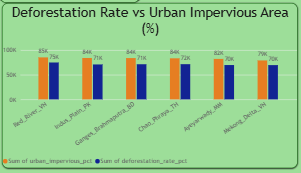 Deforestation Rate vs Urban Impervious Area
(%)
100K
50K
0K
85K 75K 84K 71K 84K 71K 84K 72K 82K 70K 79K 70K
Red_River_VN Indus_Plain_PK Ganges_Brahmaputra_BD Chao_Phraya_TH Ayeyarwady_MM Mekong_Delta_VN
Sum of urban_impervious_pct Sum of deforestation_rate_pct